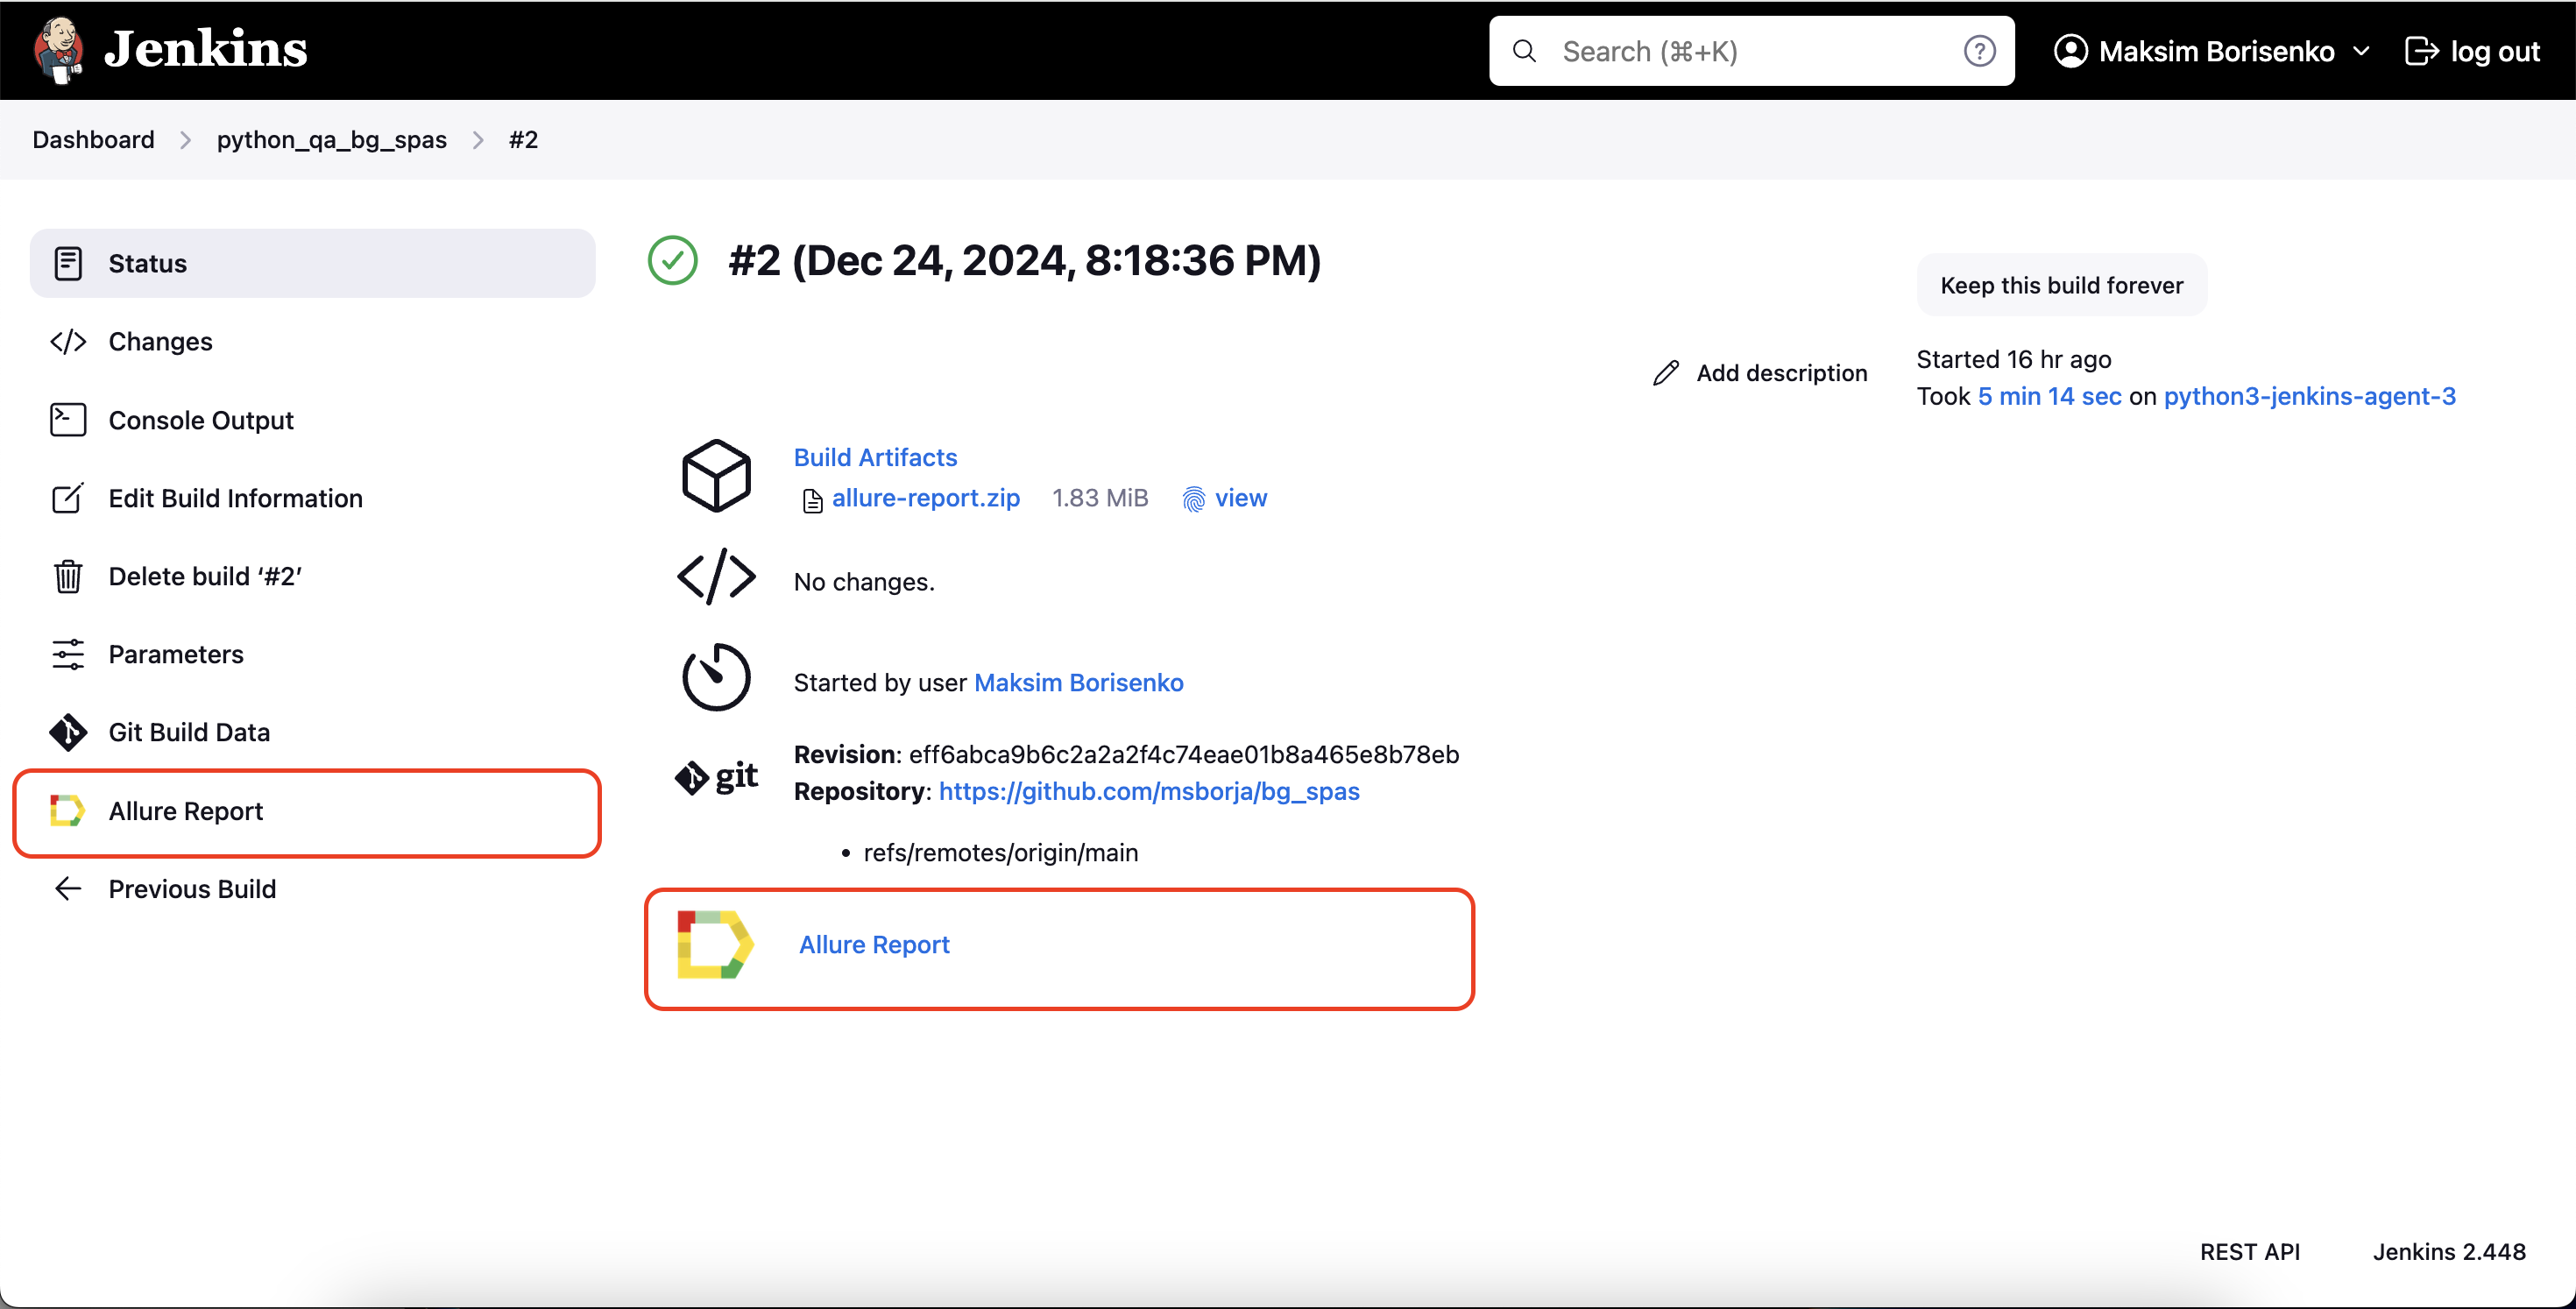 Jenkins
Search (⌘+K)
Maksim Borisenko
log out
Dashboard > python_qa_bg_spas > #2
Status
Changes
Console Output
Edit Build Information
Delete build ‘#2’
Parameters
Git Build Data
Allure Report
Previous Build
#2 (Dec 24, 2024, 8:18:36 PM)
Add description
Keep this build forever
Started 16 hr ago
Took 5 min 14 sec on python3-jenkins-agent-3
Build Artifacts
allure-report.zip 1.83 MiB view
No changes.
Started by user Maksim Borisenko
git
Revision: eff6abca9b6c2a2a2f4c74eae01b8a465e8b78eb
Repository: https://github.com/msborja/bg_spas
• refs/remotes/origin/main
Allure Report
REST API
Jenkins 2.448